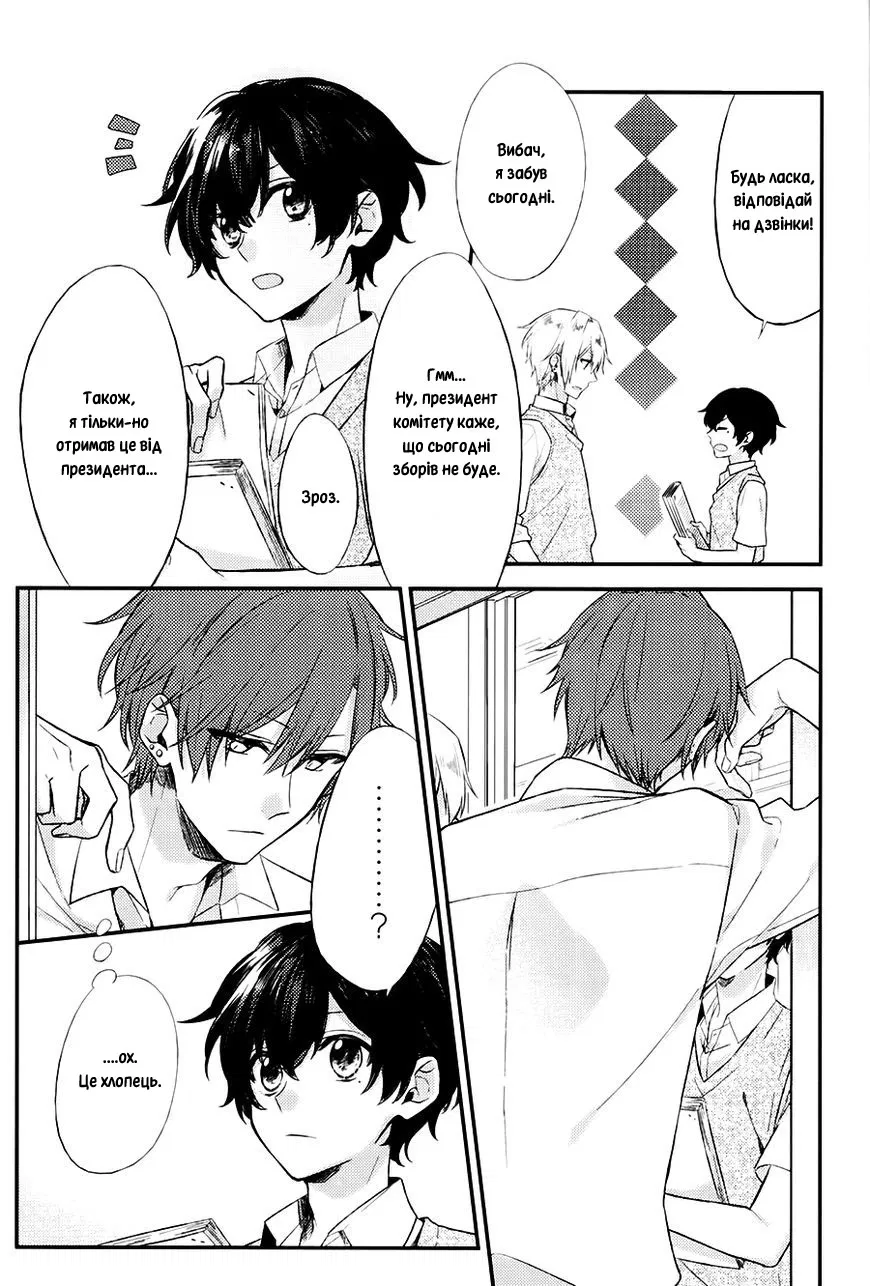 Будь ласка,
відповідай
на дзвінки!
Вибач,
я забув
сьогодні.
Гмм...
Ну, президент
комітету каже,
що сьогодні
зборів не буде.
Зроз.
Також,
я тільки-но
отримав це від
президента...
............?
....ох.
Це хлопець.